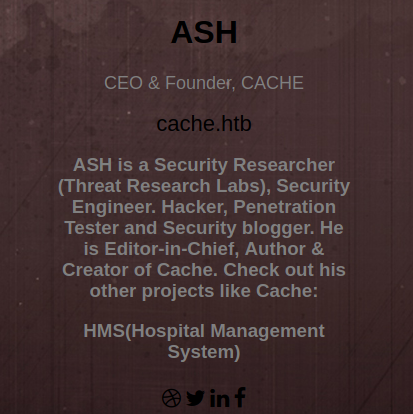 ASH
CEO & Founder, CACHE
cache.htb
ASH is a Security Researcher
(Threat Research Labs), Security
Engineer. Hacker, Penetration
Tester and Security blogger. He
is Editor-in-Chief, Author &
Creator of Cache. Check out his
other projects like Cache:
HMS(Hospital Management
System)